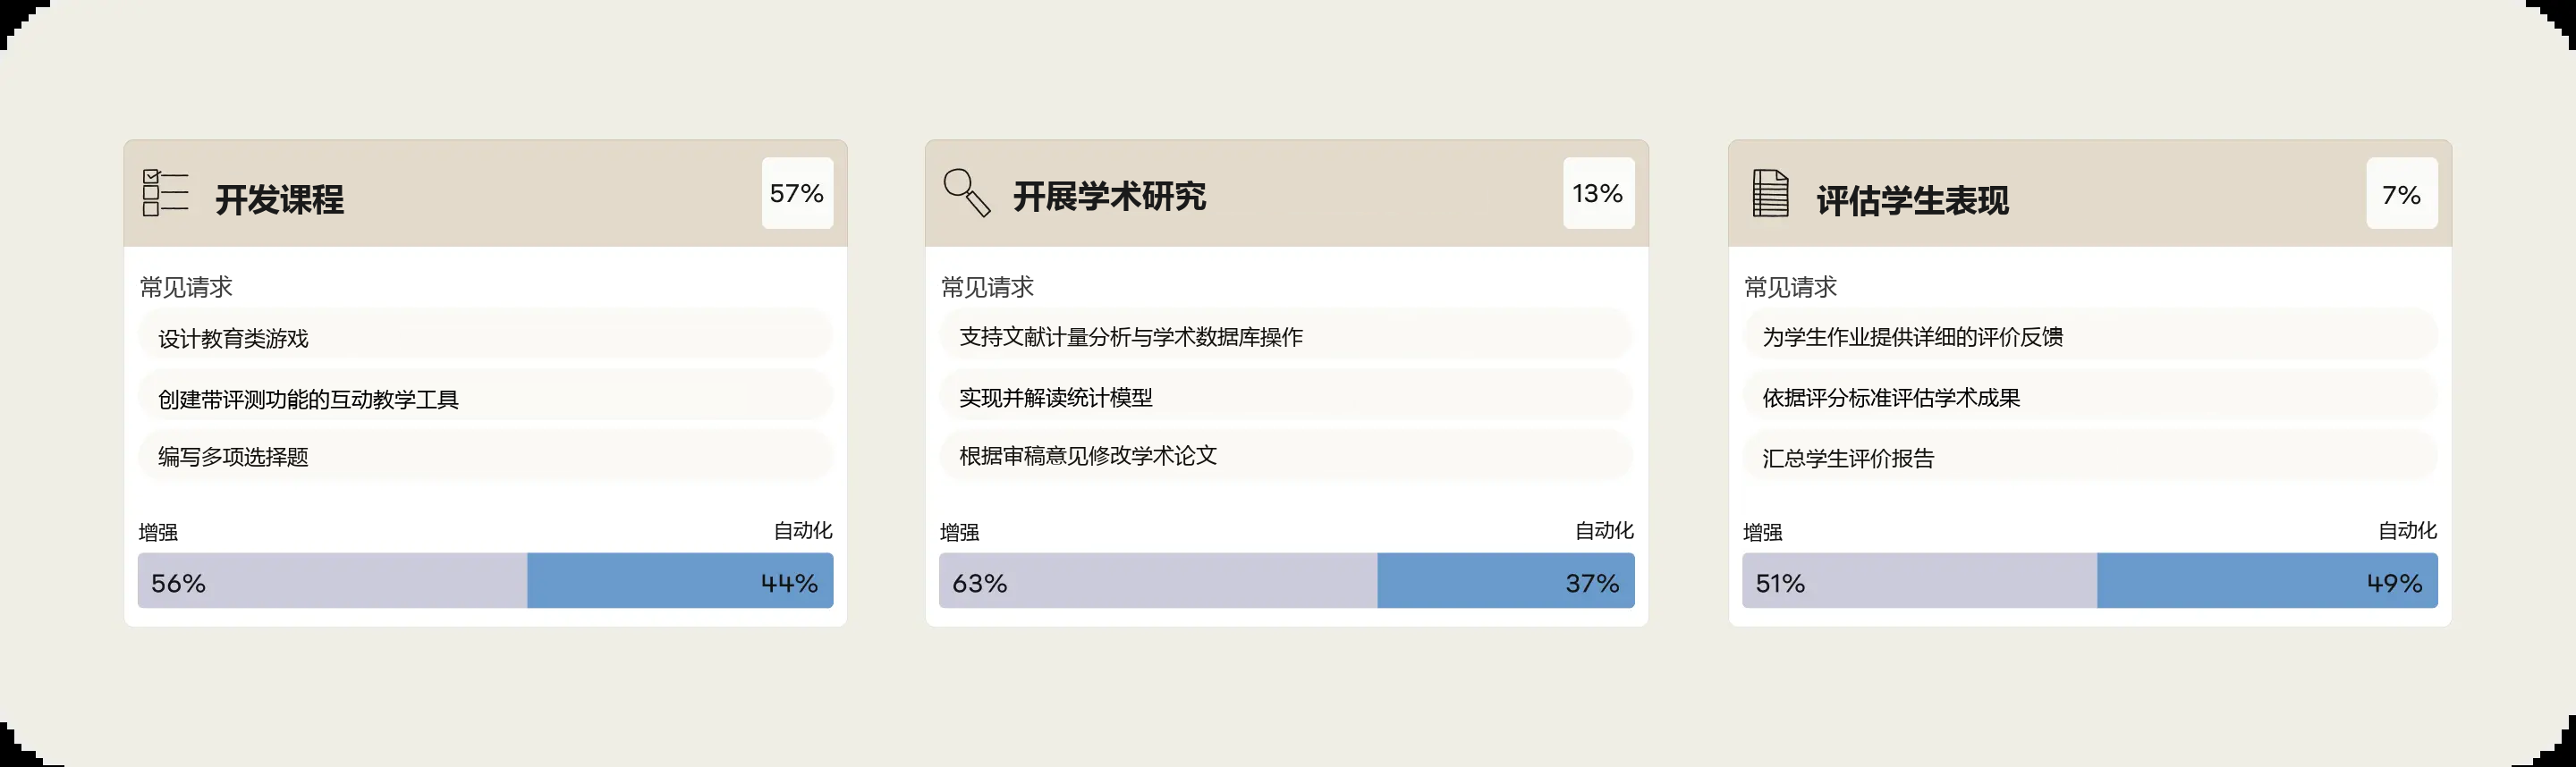 开发课程
57%
常见请求
设计教育类游戏
创建带评测功能的互动教学工具
编写多项选择题
增强 自动化
56% 44%
开展学术研究
13%
常见请求
支持文献计量分析与学术数据库操作
实现并解读统计模型
根据审稿意见修改学术论文
增强 自动化
63% 37%
评估学生表现
7%
常见请求
为学生作业提供详细的评价反馈
依据评分标准评估学术成果
汇总学生评价报告
增强 自动化
51% 49%